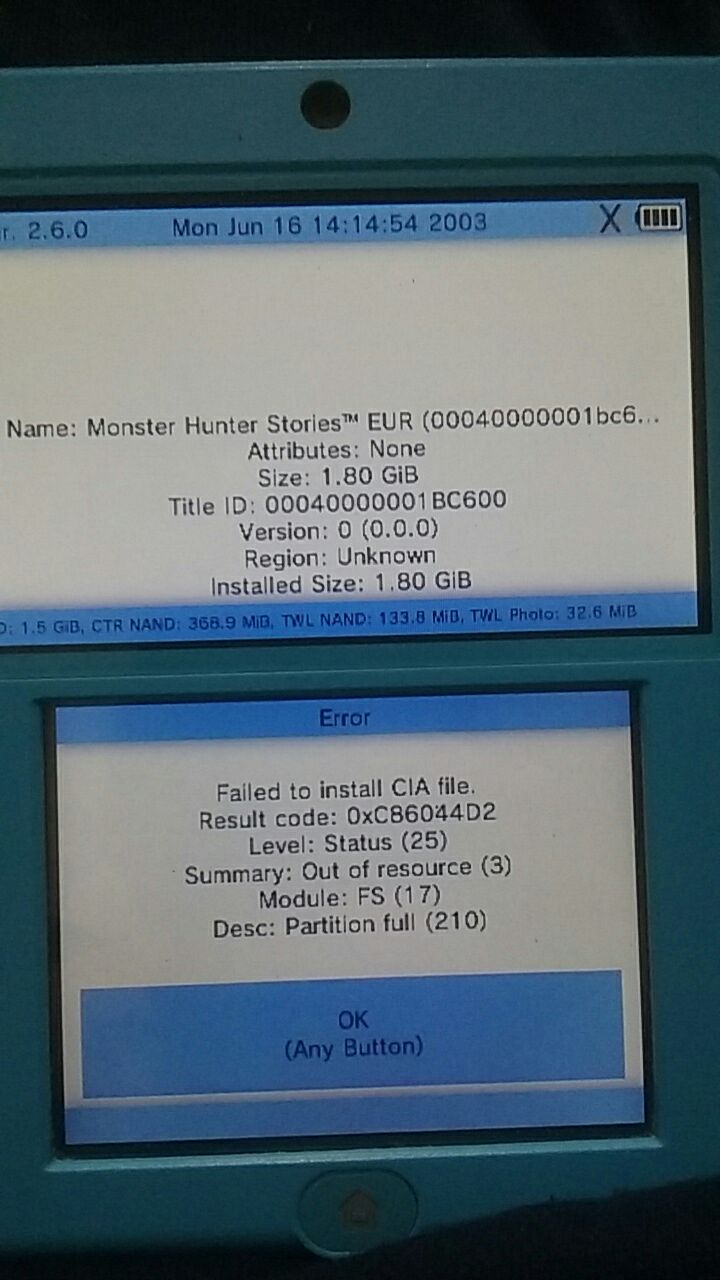 r. 2.6.0 Mon Jun 16 14:14:54 2003 X
Name: Monster Hunter Stories™ EUR (00040000001bc6...
Attributes: None
Size: 1.80 GiB
Title ID: 00040000001BC600
Version: 0 (0.0.0)
Region: Unknown
Installed Size: 1.80 GiB
D: 1.5 GiB, CTR NAND: 368.9 MiB, TWL NAND: 133.8 MiB, TWL Photo: 32.6 MiB
Error
Failed to install CIA file.
Result code: 0xC86044D2
Level: Status (25)
Summary: Out of resource (3)
Module: FS (17)
Desc: Partition full (210)
OK
(Any Button)